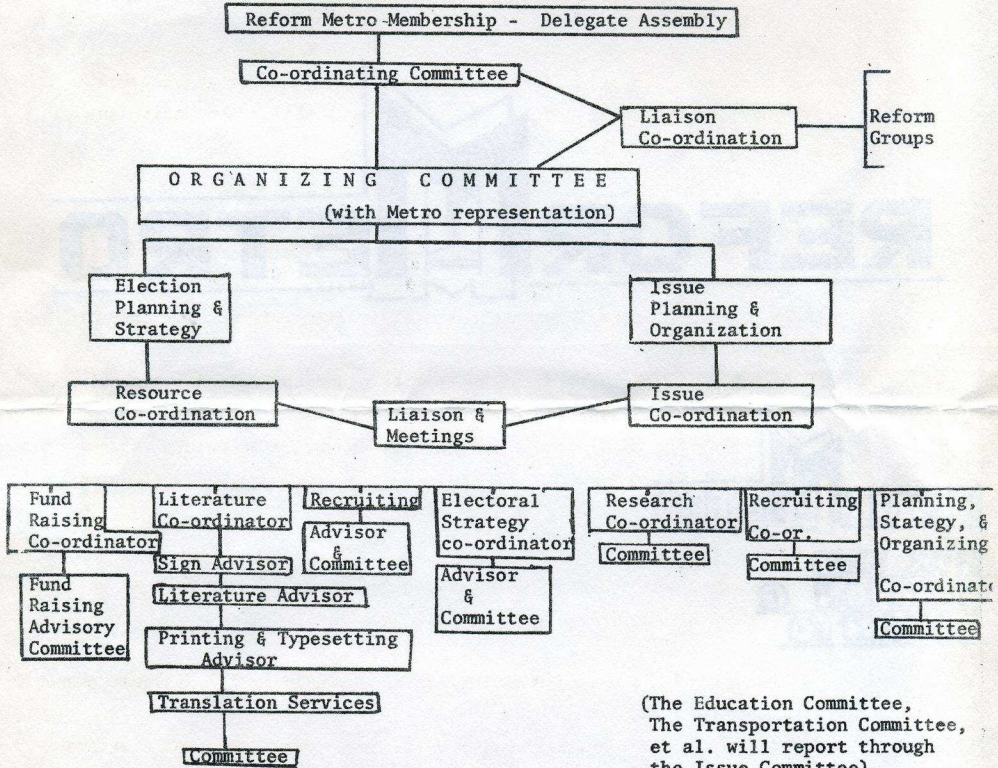 Reform Metro Membership - Delegate Assembly
Co-ordinating Committee
Liaison
Co-ordination
Reform
Groups
ORGANIZING COMMITTEE
(with Metro representation)
Election
Planning &
Strategy
Issue
Planning &
Organization
Resource
Co-ordination
Liaison &
Meetings
Issue
Co-ordination
Fund
Raising
Co-ordinator
Fund
Raising
Advisory
Committee
Literature
Co-ordinator
Sign Advisor
Literature Advisor
Printing & Typesetting
Advisor
Translation Services
Committee
Recruiting
Advisor
&
Committee
Electoral
Strategy
co-ordinator
Advisor
&
Committee
Research
Co-ordinator
Committee
Recruiting
Co-or.
Committee
Planning,
Stategy, &
Organizing
Co-ordinat
Committee
(The Education Committee,
The Transportation Committee,
et al. will report through
the Issue Committee)